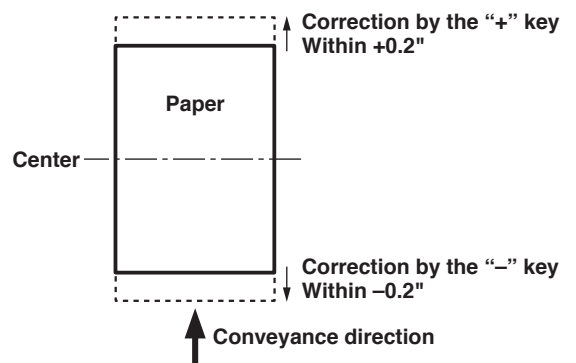 Correction by the “+” key
Within +0.2"
Paper
Center
Correction by the “–” key
Within –0.2"
Conveyance direction